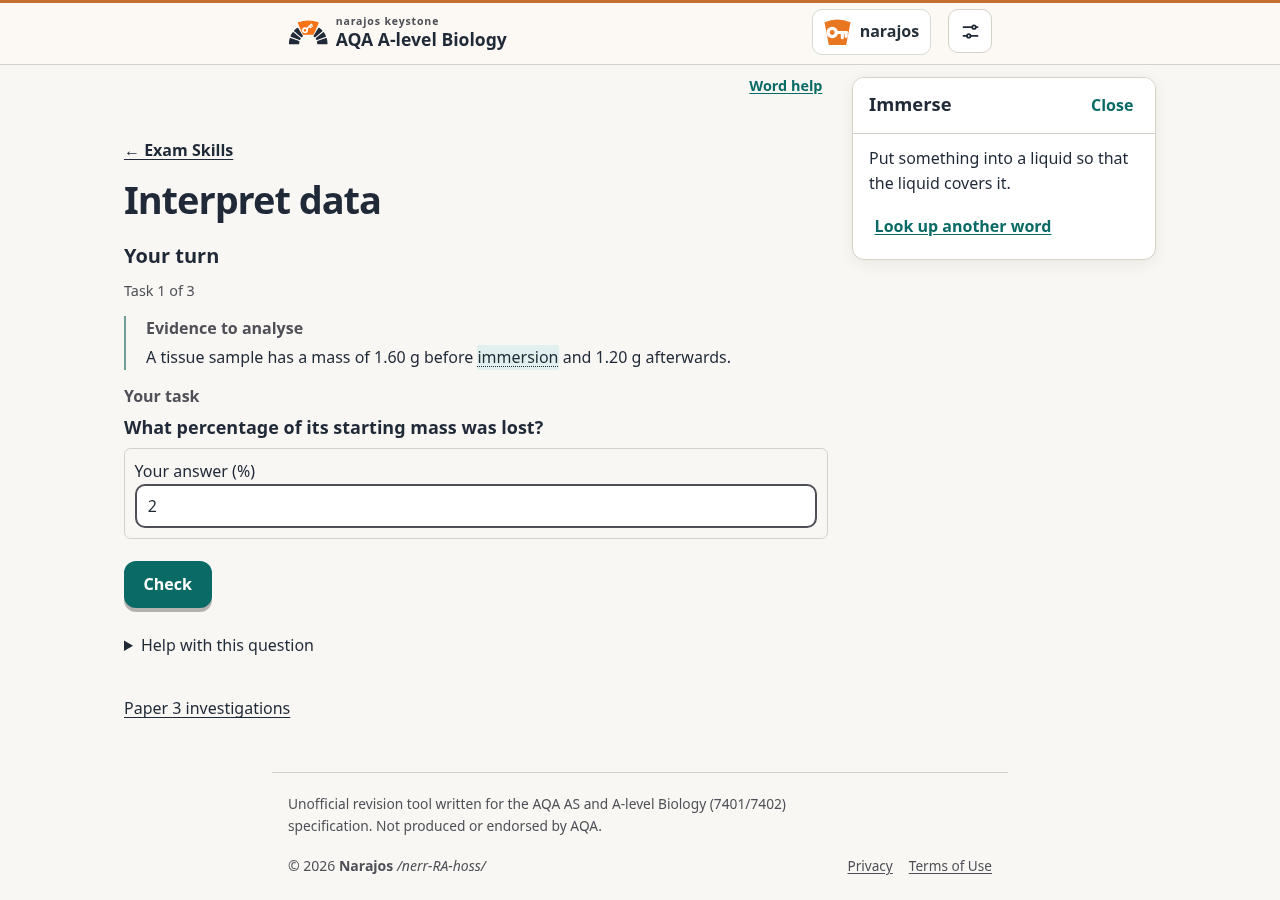 narajos keystone
AQA A-level Biology
narajos
Word help
← Exam Skills
Interpret data
Your turn
Task 1 of 3
Evidence to analyse
A tissue sample has a mass of 1.60 g before immersion and 1.20 g afterwards.
Your task
What percentage of its starting mass was lost?
Your answer (%)
2
Check
Help with this question
Paper 3 investigations
Immerse
Close
Put something into a liquid so that
the liquid covers it.
Look up another word
Unofficial revision tool written for the AQA AS and A-level Biology (7401/7402)
specification. Not produced or endorsed by AQA.
© 2026 Narajos /nerr-RA-hoss/
Privacy Terms of Use